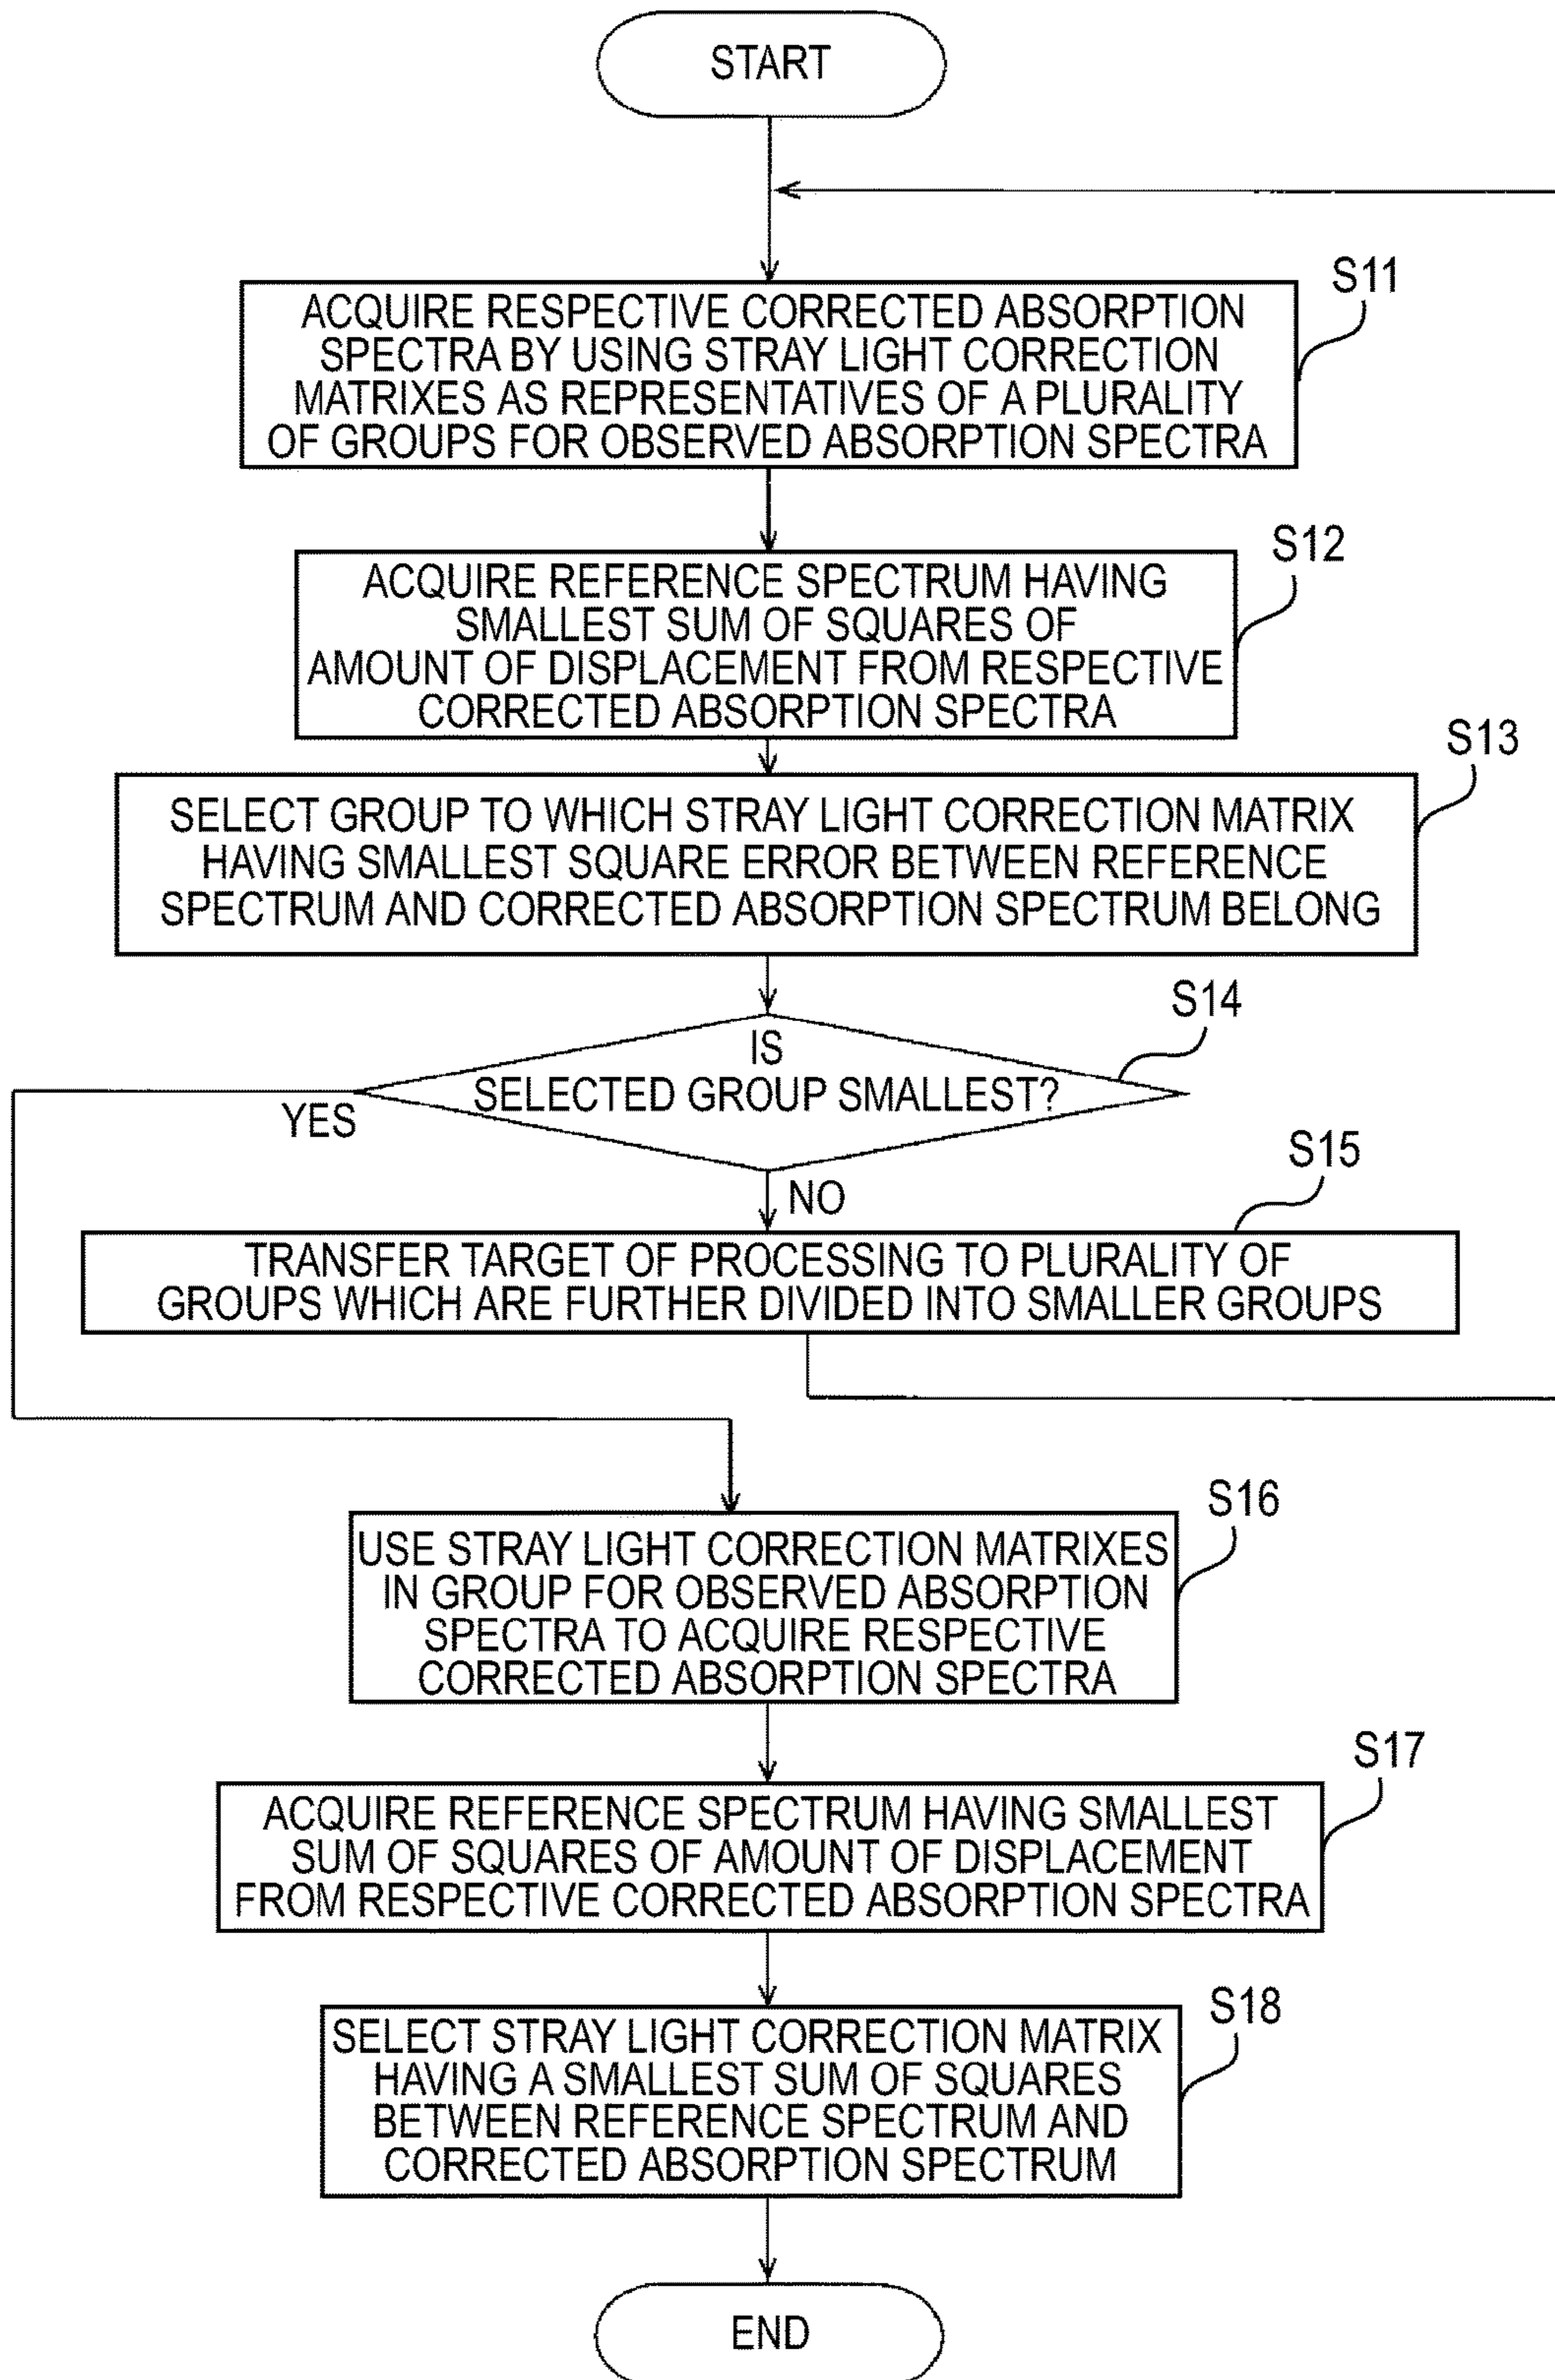 START
S11
ACQUIRE RESPECTIVE CORRECTED ABSORPTION
SPECTRA BY USING STRAY LIGHT CORRECTION
MATRIXES AS REPRESENTATIVES OF A PLURALITY
OF GROUPS FOR OBSERVED ABSORPTION SPECTRA
S12
ACQUIRE REFERENCE SPECTRUM HAVING
SMALLEST SUM OF SQUARES OF
AMOUNT OF DISPLACEMENT FROM RESPECTIVE
CORRECTED ABSORPTION SPECTRA
S13
SELECT GROUP TO WHICH STRAY LIGHT CORRECTION MATRIX
HAVING SMALLEST SQUARE ERROR BETWEEN REFERENCE
SPECTRUM AND CORRECTED ABSORPTION SPECTRUM BELONG
S14
IS
SELECTED GROUP SMALLEST?
YES
NO
S15
TRANSFER TARGET OF PROCESSING TO PLURALITY OF
GROUPS WHICH ARE FURTHER DIVIDED INTO SMALLER GROUPS
S16
USE STRAY LIGHT CORRECTION MATRIXES
IN GROUP FOR OBSERVED ABSORPTION
SPECTRA TO ACQUIRE RESPECTIVE
CORRECTED ABSORPTION SPECTRA
S17
ACQUIRE REFERENCE SPECTRUM HAVING SMALLEST
SUM OF SQUARES OF AMOUNT OF DISPLACEMENT
FROM RESPECTIVE CORRECTED ABSORPTION SPECTRA
S18
SELECT STRAY LIGHT CORRECTION MATRIX
HAVING A SMALLEST SUM OF SQUARES
BETWEEN REFERENCE SPECTRUM AND
CORRECTED ABSORPTION SPECTRUM
END